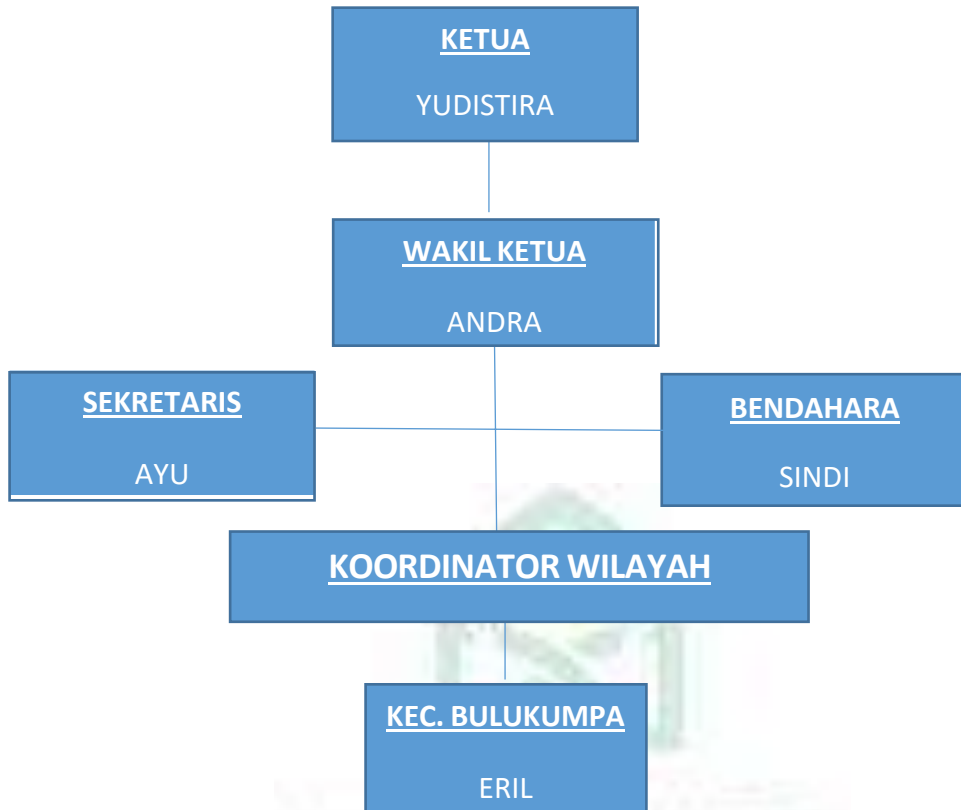 KETUA
YUDISTIRA
WAKIL KETUA
ANDRA
SEKRETARIS
AYU
BENDAHARA
SINDI
KOORDINATOR WILAYAH
KEC. BULUKUMPA
ERIL